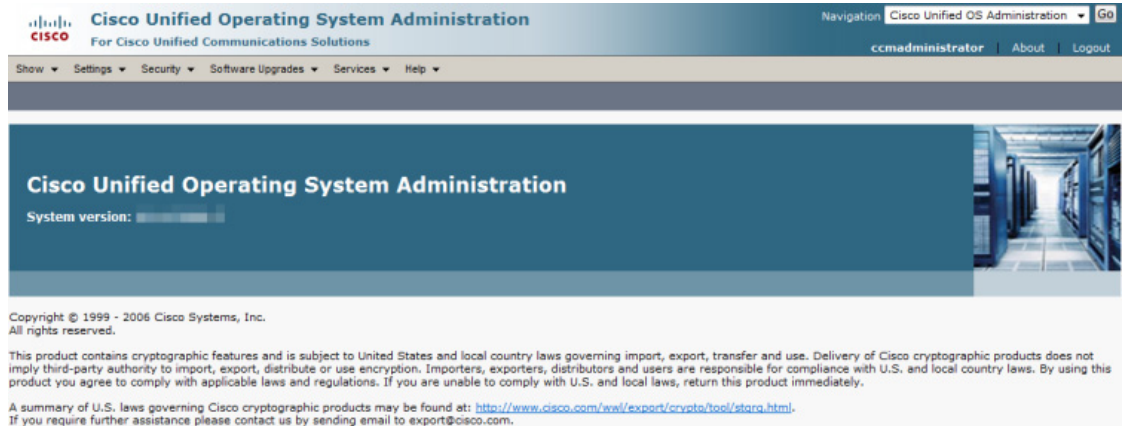 Cisco Unified Operating System Administration
Navigation Cisco Unified OS Administration Go
CISCO
For Cisco Unified Communications Solutions
ccmadministrator | About | Logout
Show Settings Security Software Upgrades Services Help
Cisco Unified Operating System Administration
System version:
Copyright © 1999 - 2006 Cisco Systems, Inc.
All rights reserved.
This product contains cryptographic features and is subject to United States and local country laws governing import, export, transfer and use. Delivery of Cisco cryptographic products does not
imply third-party authority to import, export, distribute or use encryption. Importers, exporters, distributors and users are responsible for compliance with U.S. and local country laws. By using this
product you agree to comply with applicable laws and regulations. If you are unable to comply with U.S. and local laws, return this product immediately.
A summary of U.S. laws governing Cisco cryptographic products may be found at: http://www.cisco.com/wwl/export/crypto/tool/stqrg.html.
If you require further assistance please contact us by sending email to export@cisco.com.